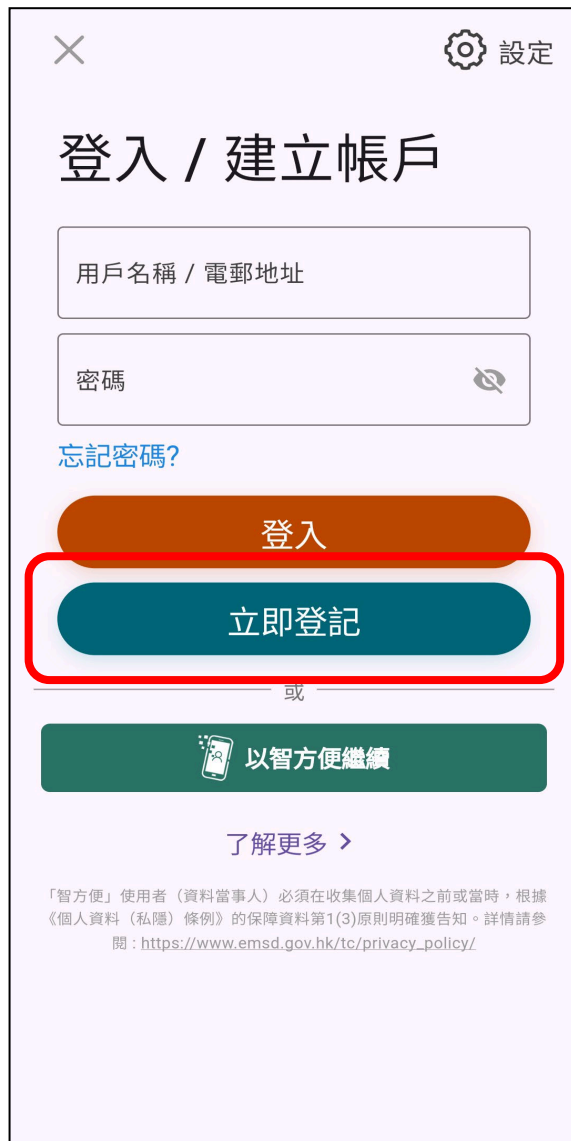 設定
登入 / 建立帳戶
用戶名稱 / 電郵地址
密碼
忘記密碼?
登入
立即登記
或
以智方便繼續
了解更多
「智方便」使用者（資料當事人）必須在收集個人資料之前或當時，根據
《個人資料（私隱）條例》的保障資料第1(3)原則明確獲告知。詳情請參
閱 : https://www.emsd.gov.hk/tc/privacy_policy/